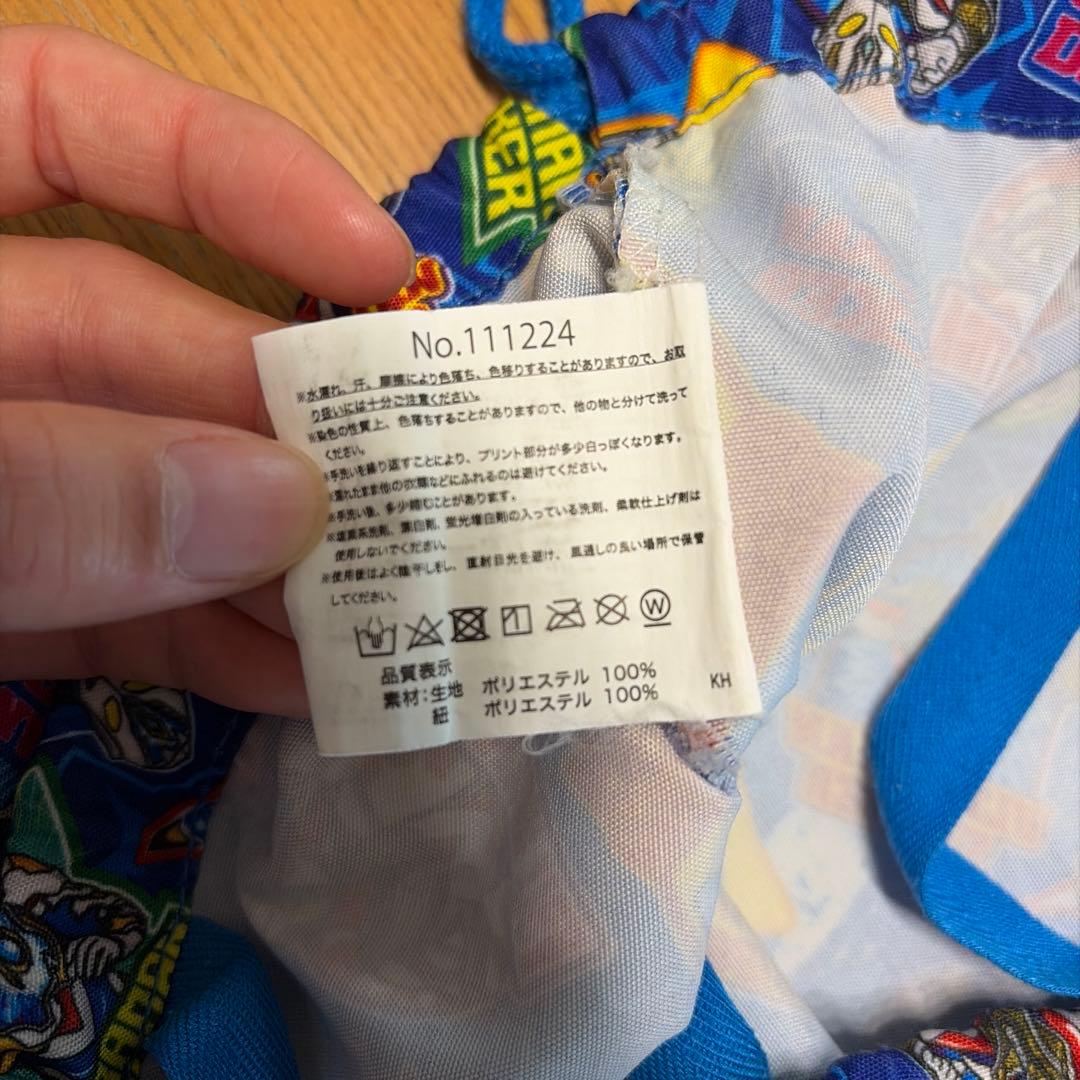 No.111224
※水濡れ、汗、摩擦により色落ち、色移りすることがありますので、お取
り扱いには十分ご注意ください。
※染色の性質上、色落ちすることがありますので、他の物と分けて洗って
ください。
※手洗いを繰り返すことにより、プリント部分が多少白っぽくなります。
※濡れたまま他の衣類などにふれるのは避けてください。
※手洗い後、多少縮むことがあります。
※塩素系洗剤、漂白剤、蛍光増白剤の入っている洗剤、柔軟仕上げ剤は
使用しないでください。
※使用後はよく陰干しをし、直射日光を避け、風通しの良い場所で保管
してください。
W
品質表示
素材:生地 ポリエステル 100%
紐 ポリエステル 100%
KH